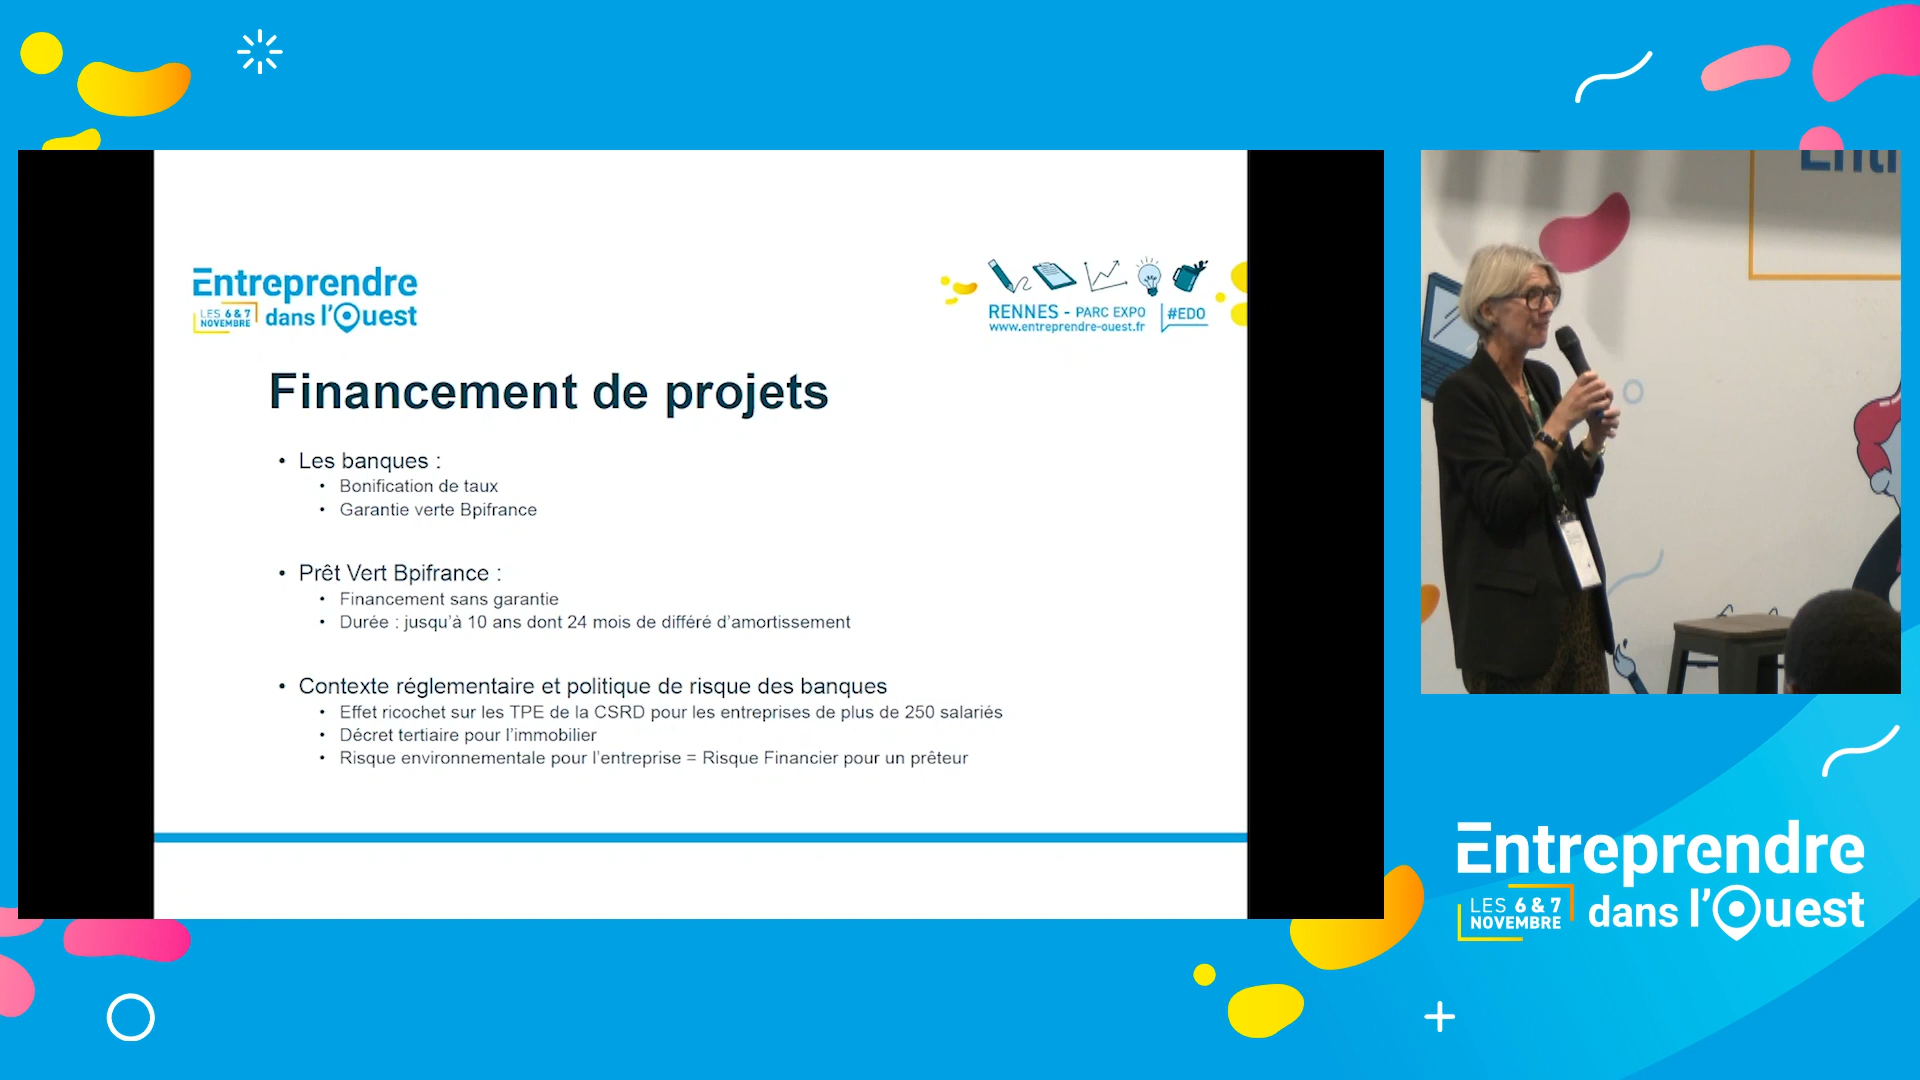 Entreprendre
LES 6 & 7
NOVEMBRE
dans l'Ouest
RENNES - PARC EXPO
www.entreprendre-ouest.fr
#EDO
Financement de projets
• Les banques :
• Bonification de taux
• Garantie verte Bpifrance
• Prêt Vert Bpifrance :
• Financement sans garantie
• Durée : jusqu'à 10 ans dont 24 mois de différé d'amortissement
• Contexte réglementaire et politique de risque des banques
• Effet ricochet sur les TPE de la CSRD pour les entreprises de plus de 250 salariés
• Décret tertiaire pour l'immobilier
• Risque environnementale pour l'entreprise = Risque Financier pour un prêteur
Entreprendre
LES 6 & 7
NOVEMBRE
dans l'Ouest